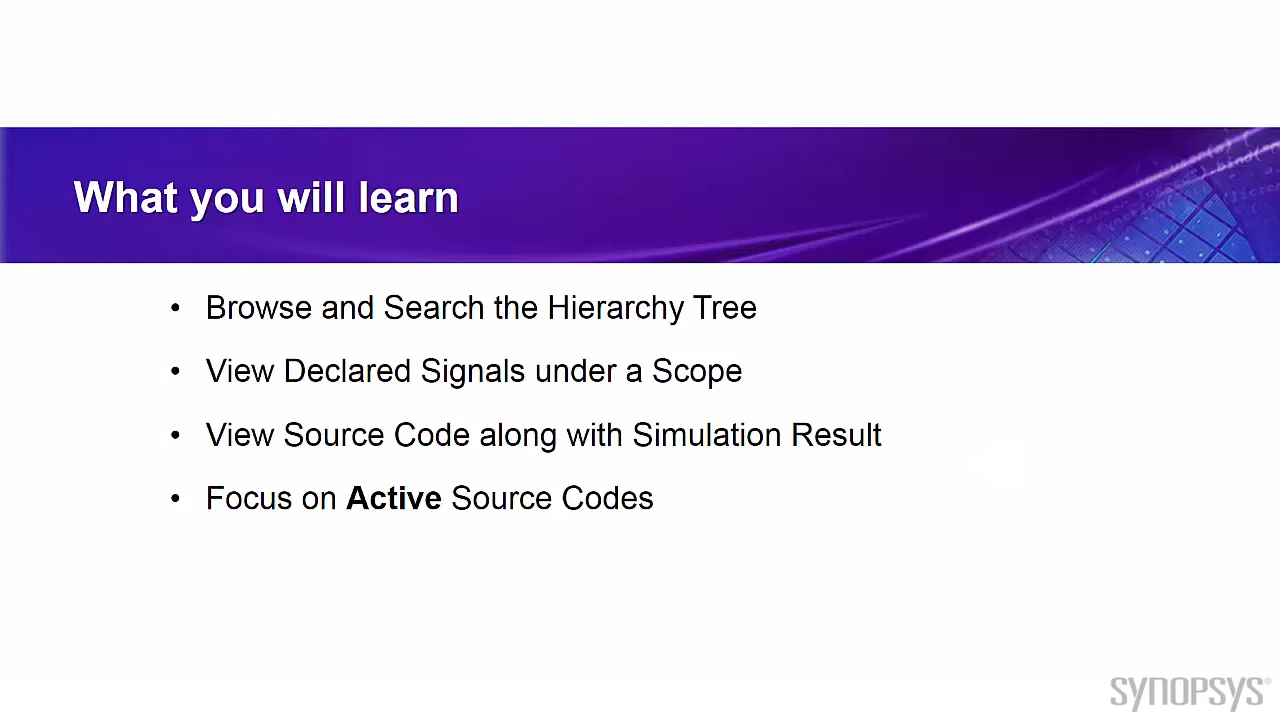 What you will learn
• Browse and Search the Hierarchy Tree
• View Declared Signals under a Scope
• View Source Code along with Simulation Result
• Focus on Active Source Codes
SYNOPSYS®